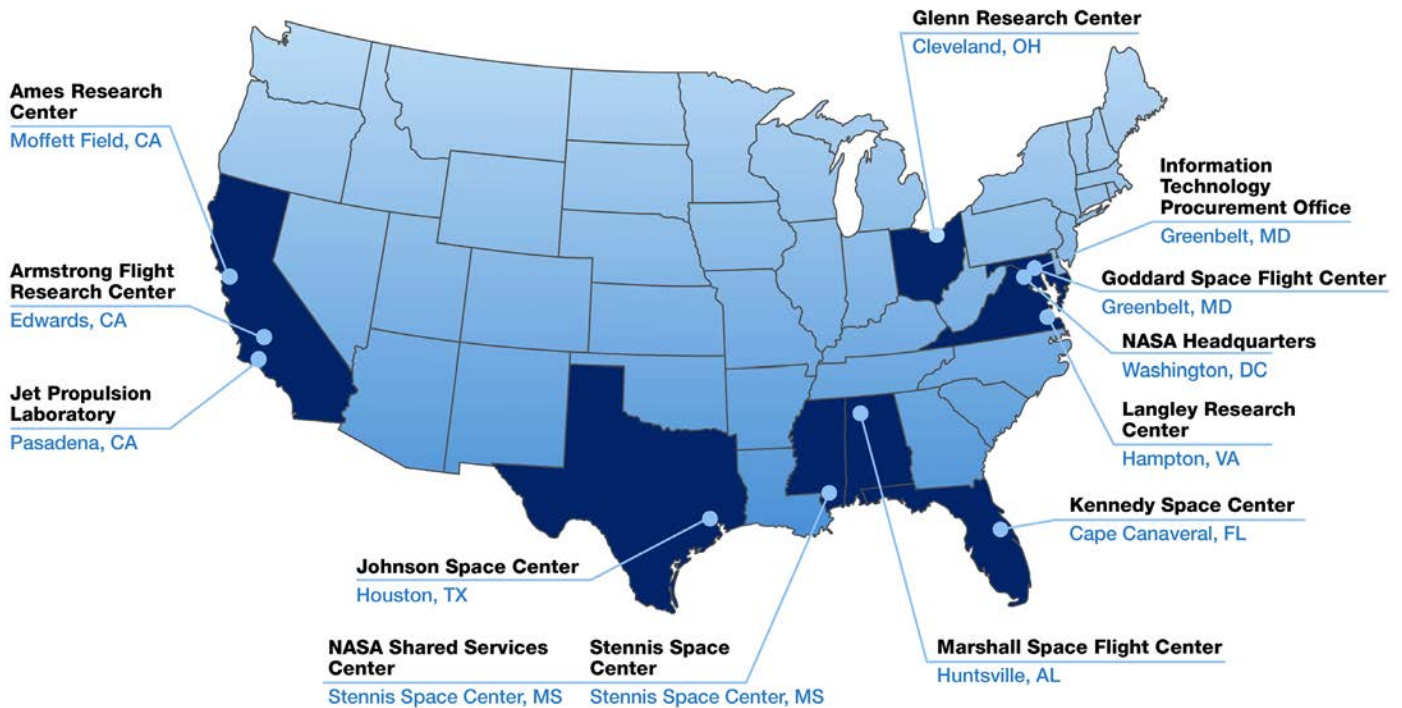 Glenn Research Center
Cleveland, OH
Ames Research
Center
Moffett Field, CA
Information
Technology
Procurement Office
Greenbelt, MD
Armstrong Flight
Research Center
Edwards, CA
Goddard Space Flight Center
Greenbelt, MD
NASA Headquarters
Washington, DC
Jet Propulsion
Laboratory
Pasadena, CA
Langley Research
Center
Hampton, VA
Kennedy Space Center
Cape Canaveral, FL
Johnson Space Center
Houston, TX
NASA Shared Services
Center
Stennis Space Center, MS
Stennis Space
Center
Stennis Space Center, MS
Marshall Space Flight Center
Huntsville, AL